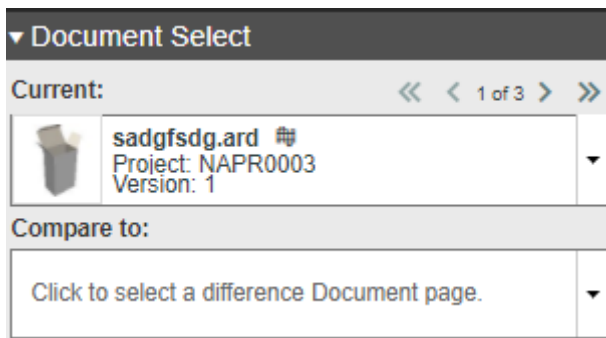 Document Select
Current:
1 of 3
sadgfsdg.ard
Project: NAPR0003
Version: 1
Compare to:
Click to select a difference Document page.